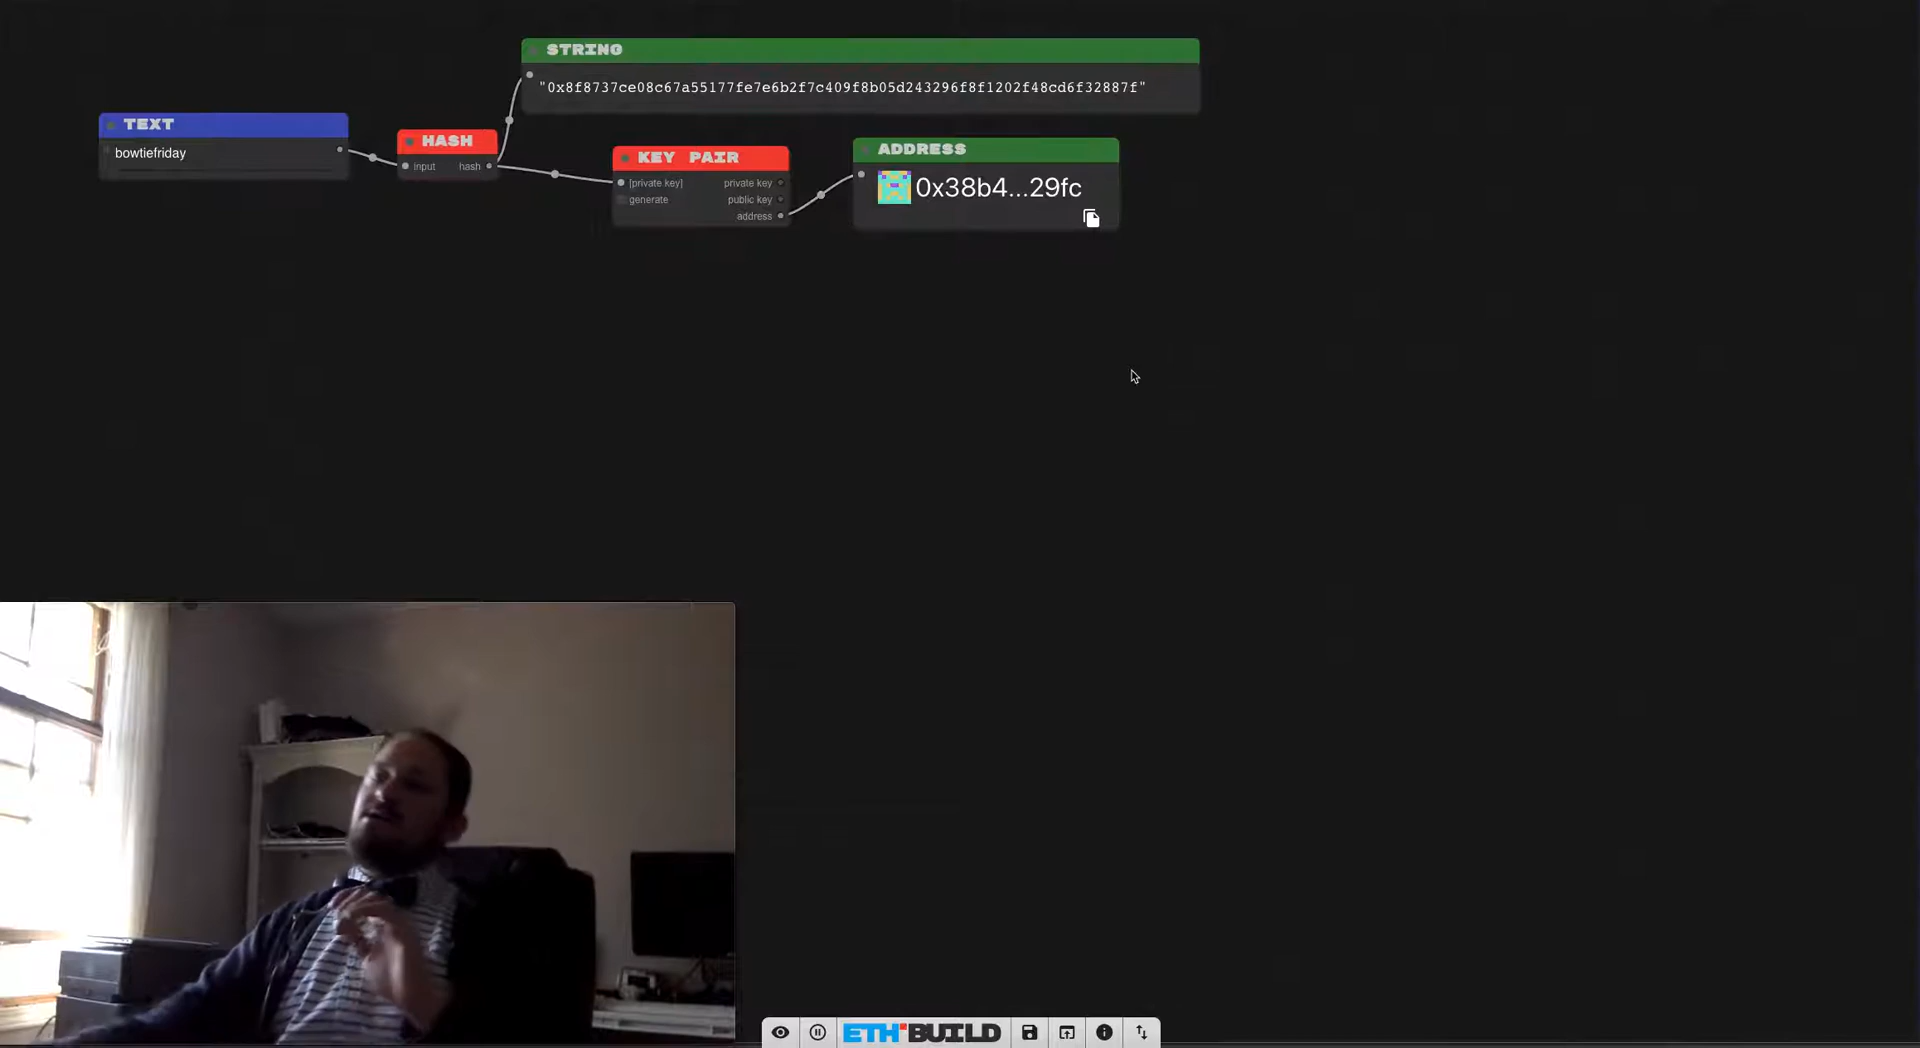 STRING
"0x8f8737ce08c67a55177fe7e6b2f7c409f8b05d243296f8f1202f48cd6f32887f"
TEXT
bowtiefriday
HASH
input hash
KEY PAIR
[private key] private key
generate public key
address
ADDRESS
0x38b4...29fc
ETH BUILD